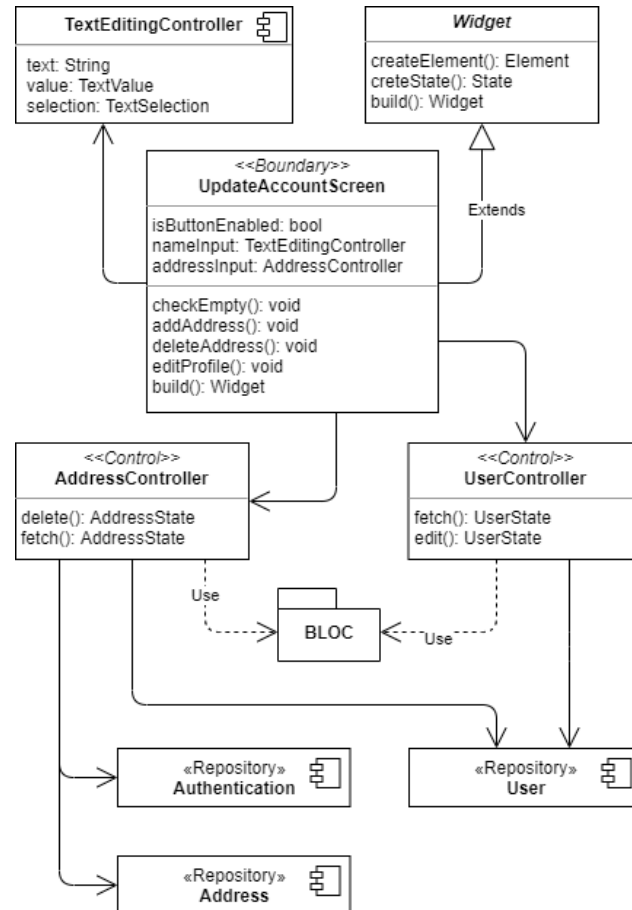 TextEditingController
text: String
value: TextValue
selection: TextSelection
Widget
createElement(): Element
creteState(): State
build(): Widget
<<Boundary>>
UpdateAccountScreen
isButtonEnabled: bool
nameInput: TextEditingController
addressInput: AddressController
checkEmpty(): void
addAddress(): void
deleteAddress(): void
editProfile(): void
build(): Widget
Extends
<<Control>>
AddressController
delete(): AddressState
fetch(): AddressState
<<Control>>
UserController
fetch(): UserState
edit(): UserState
Use
BLOC
Use
«Repository»
Authentication
«Repository»
User
«Repository»
Address